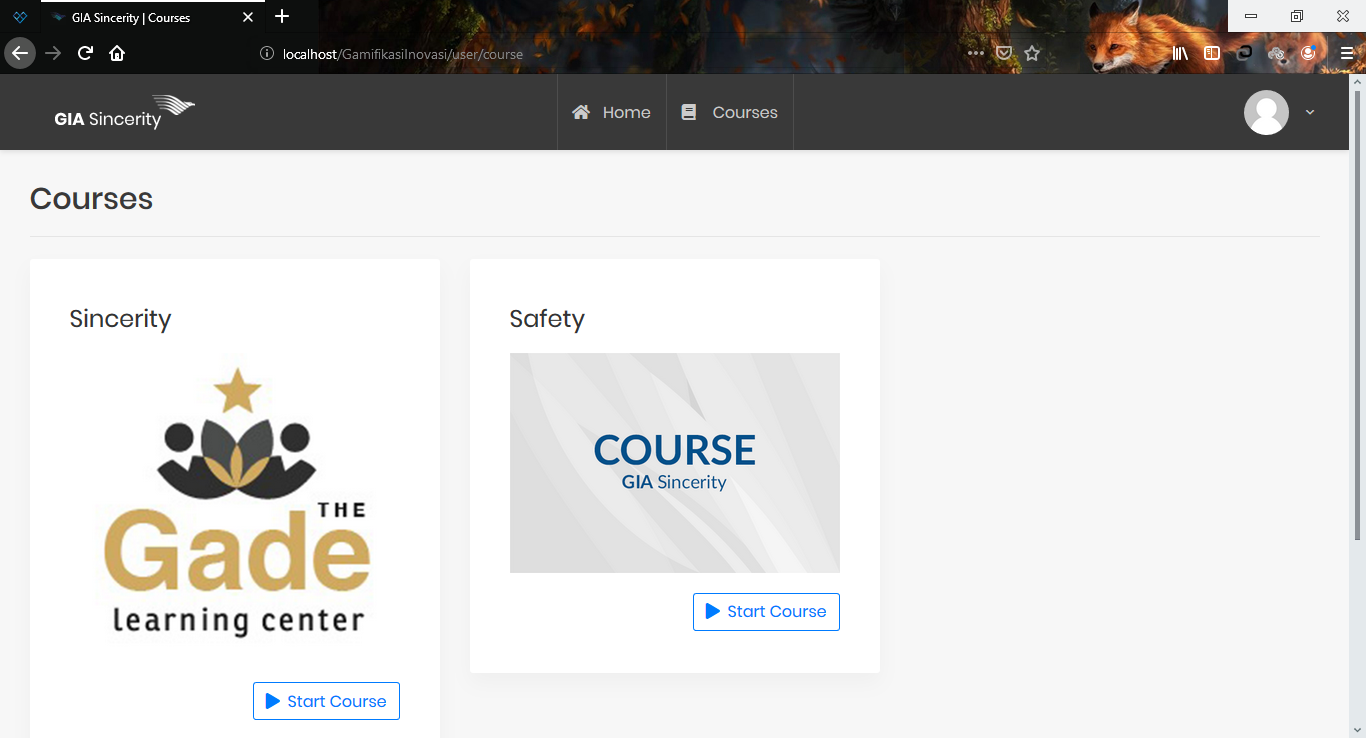 GIA Sincerity | Courses
localhost/GamifikasiInovasi/user/course
GIA Sincerity
Home
Courses
Courses
Sincerity
THE
Gade
learning center
Start Course
Safety
COURSE
GIA Sincerity
Start Course